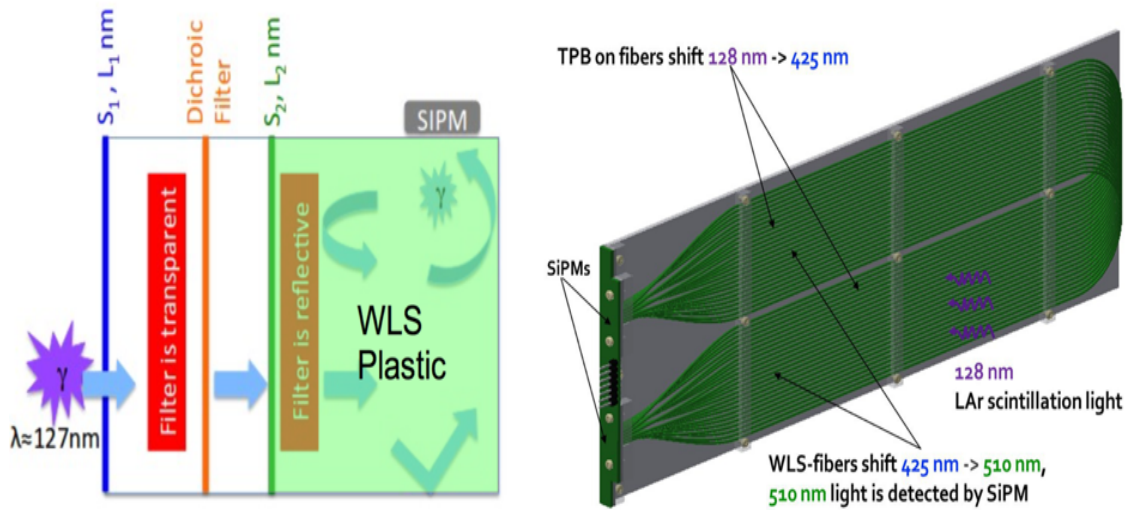 S₁, L₁ nm
Dichroic
Filter
S₂, L₂ nm
SIPM
Filter is transparent
Filter is reflective
γ
γ
λ≈127nm
WLS
Plastic
TPB on fibers shift 128 nm -> 425 nm
SiPMs
128 nm
LAr scintillation light
WLS-fibers shift 425 nm -> 510 nm,
510 nm light is detected by SiPM